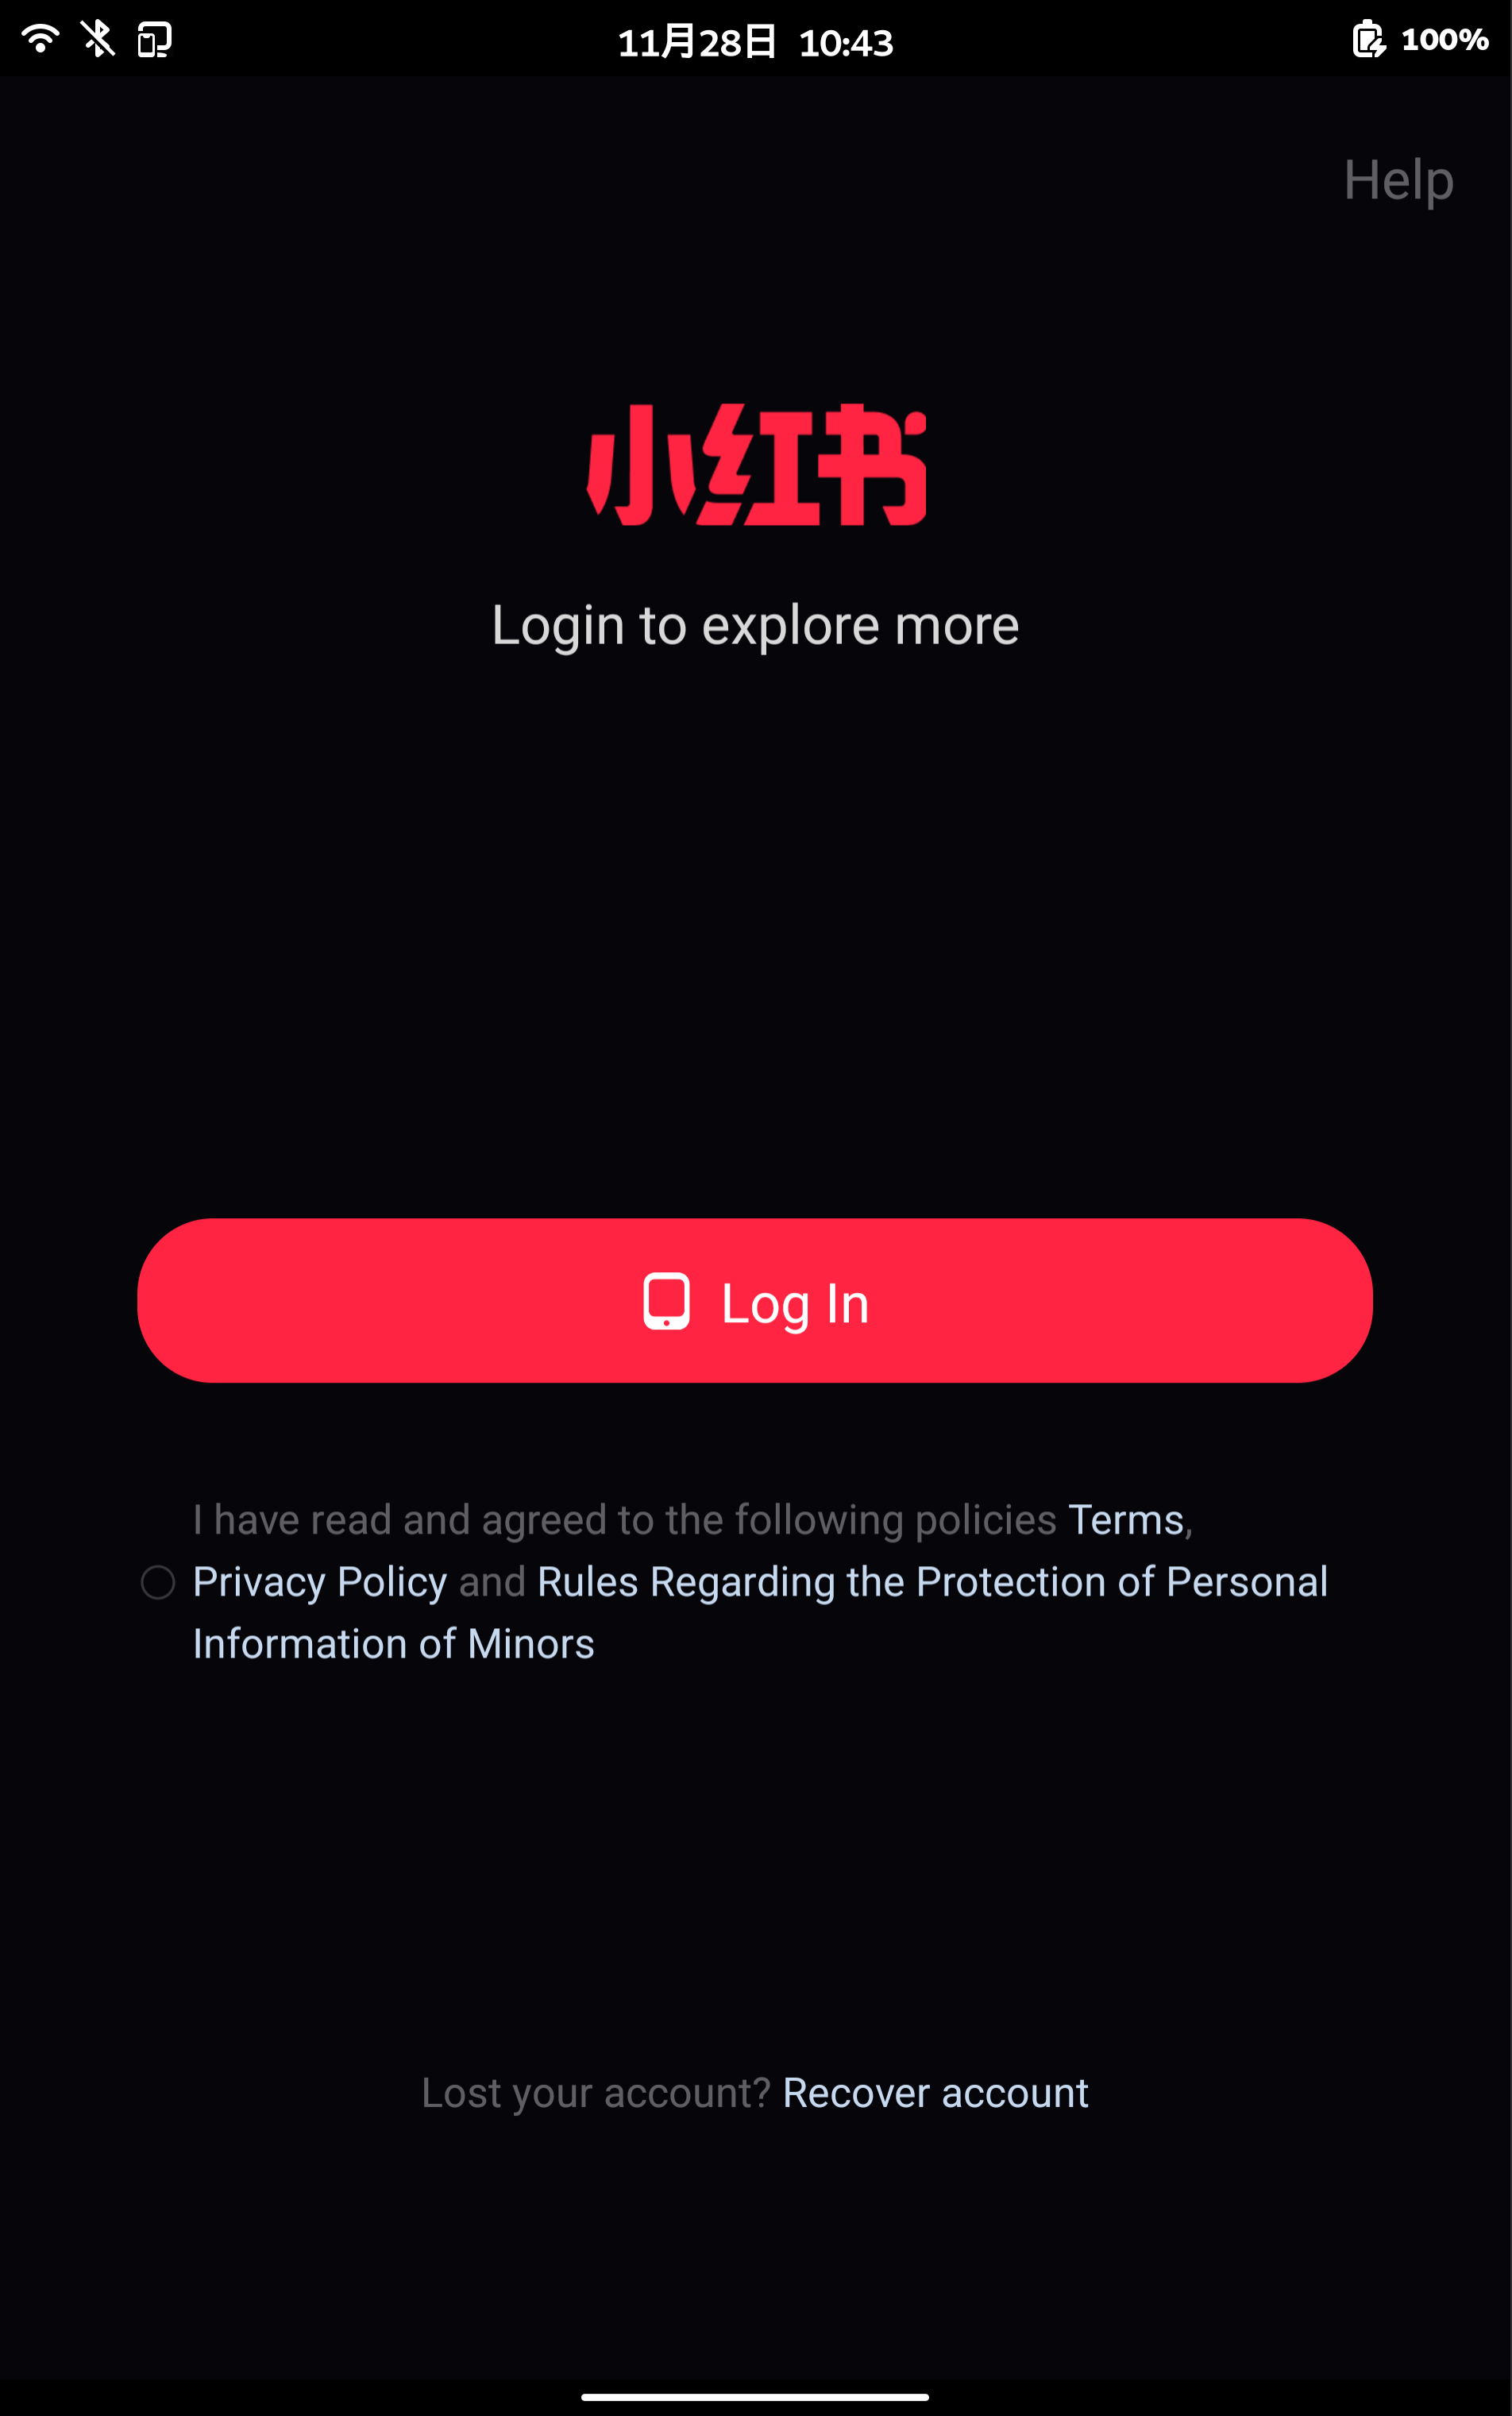 11月28日 10:43
100%
Help
小红书
Login to explore more
Log In
I have read and agreed to the following policies Terms,
Privacy Policy and Rules Regarding the Protection of Personal
Information of Minors
Lost your account? Recover account